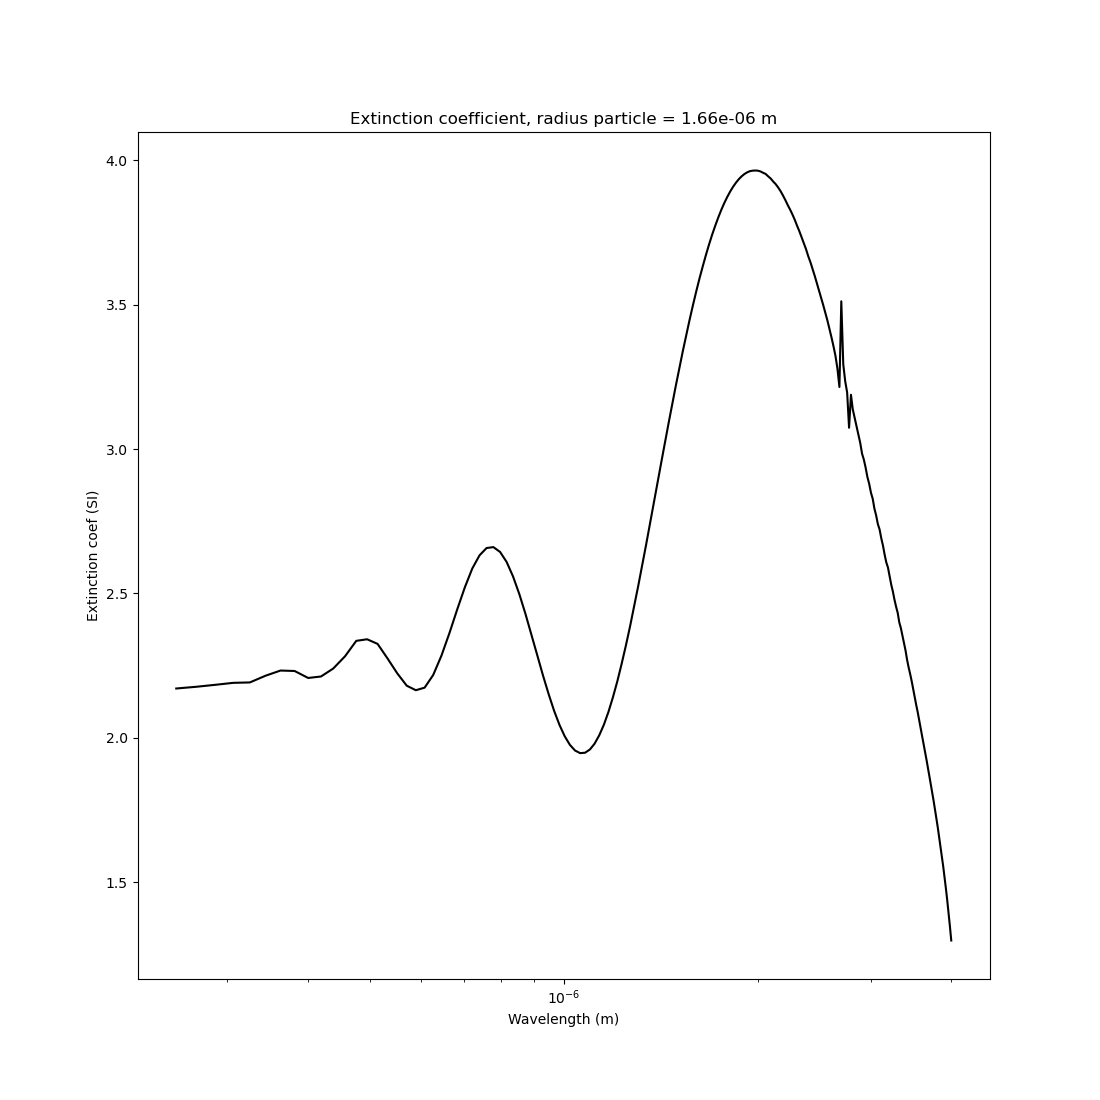 Extinction coefficient, radius particle = 1.66e-06 m
4.0
3.5
3.0
2.5
2.0
1.5
Extinction coef (SI)
10⁻⁶
Wavelength (m)